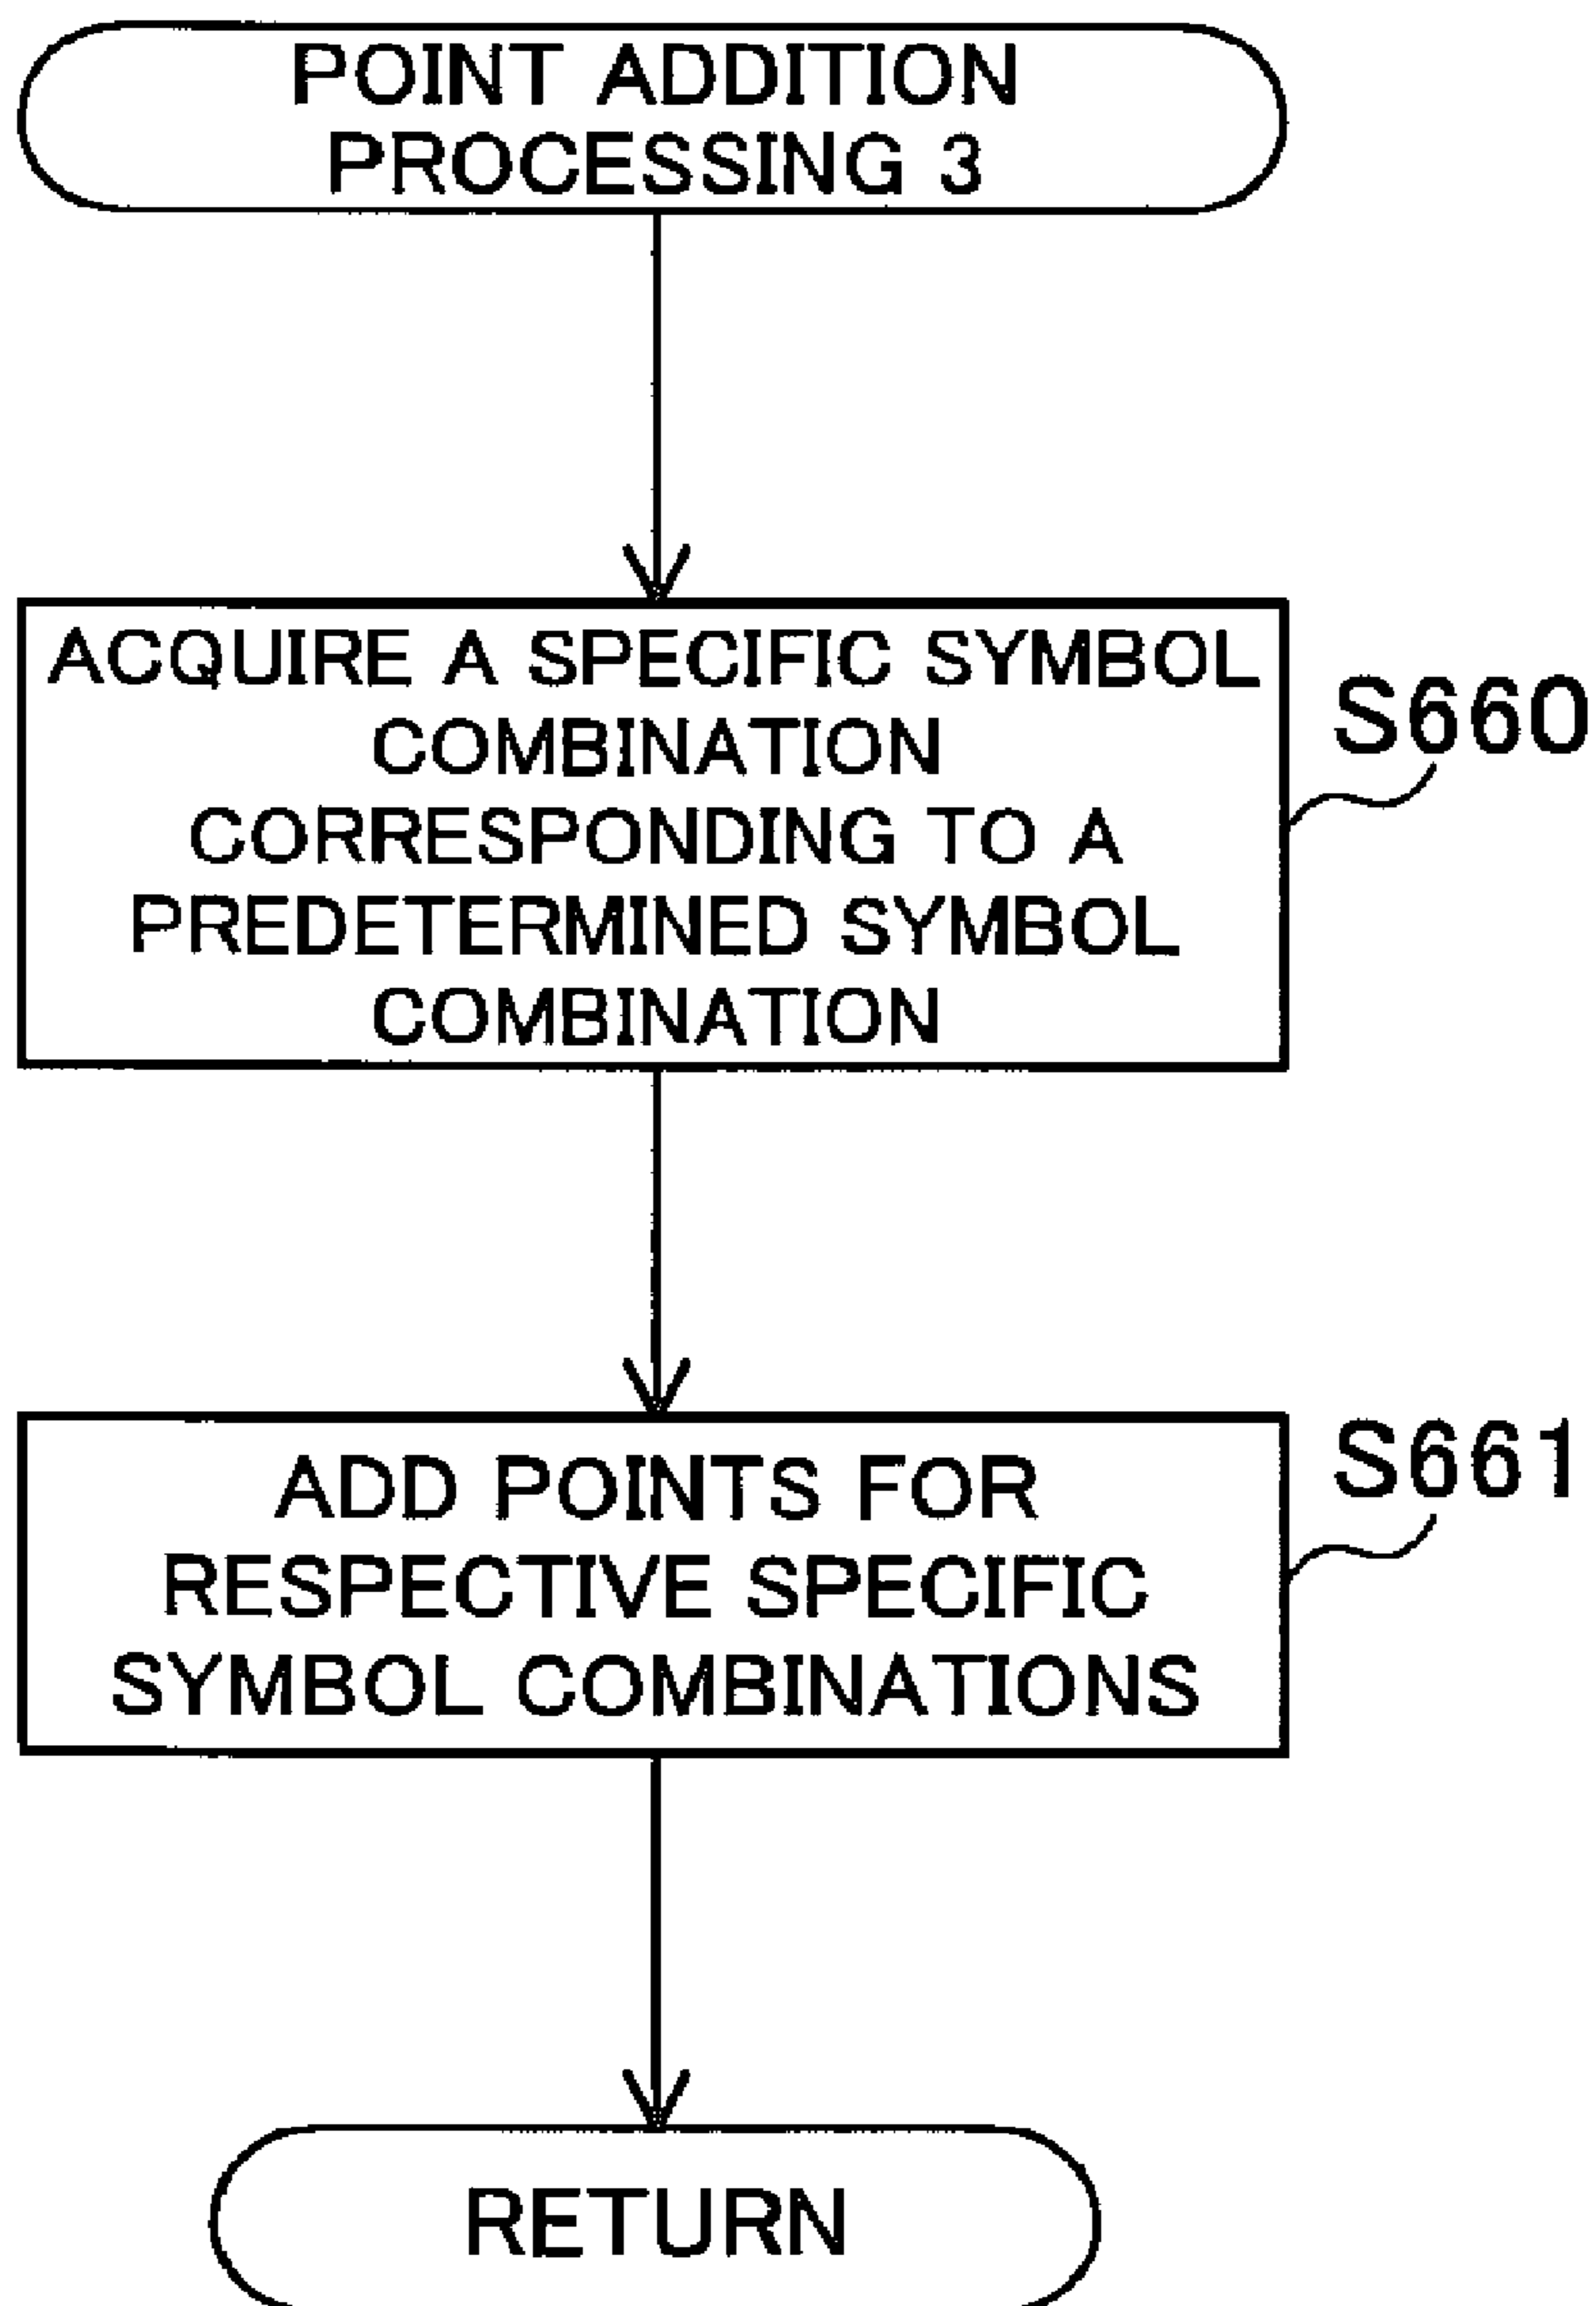 POINT ADDITION
PROCESSING 3
ACQUIRE A SPECIFIC SYMBOL
COMBINATION
CORRESPONDING TO A
PREDETERMINED SYMBOL
COMBINATION
S660
ADD POINTS FOR
RESPECTIVE SPECIFIC
SYMBOL COMBINATIONS
S661
RETURN